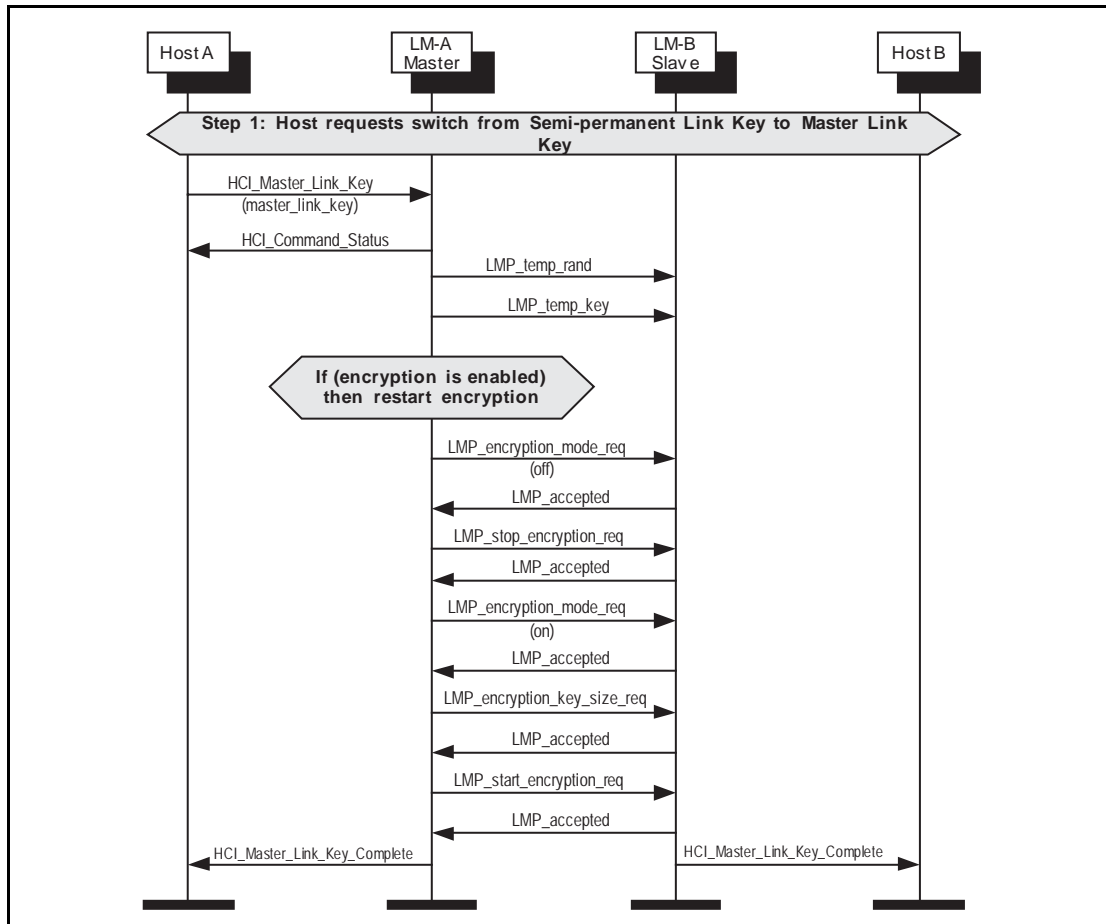 Host A
LM-A
Master
LM-B
Slave
Host B
Step 1: Host requests switch from Semi-permanent Link Key to Master Link
Key
HCI_Master_Link_Key
(master_link_key)
HCI_Command_Status
LMP_temp_rand
LMP_temp_key
If (encryption is enabled)
then restart encryption
LMP_encryption_mode_req
(off)
LMP_accepted
LMP_stop_encryption_req
LMP_accepted
LMP_encryption_mode_req
(on)
LMP_accepted
LMP_encryption_key_size_req
LMP_accepted
LMP_start_encryption_req
LMP_accepted
HCI_Master_Link_Key_Complete
HCI_Master_Link_Key_Complete